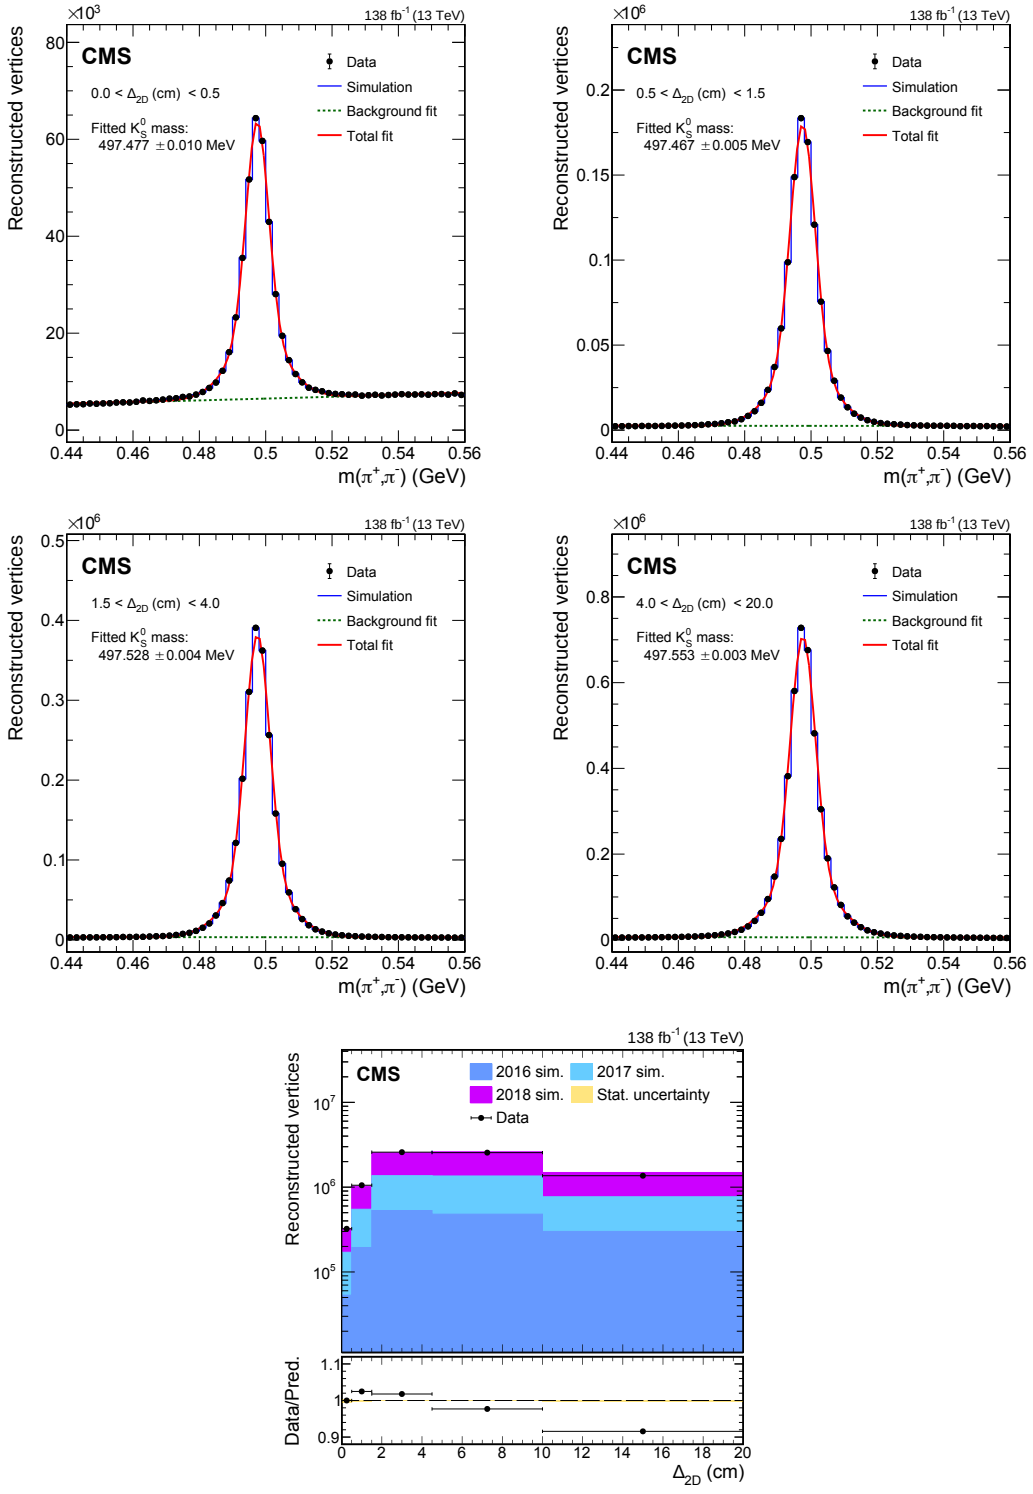 ×10³
138 fb⁻¹ (13 TeV)
CMS
0.0 < Δ2D (cm) < 0.5
Fitted K⁰S mass:
497.477 ±0.010 MeV
Data
Simulation
Background fit
Total fit
Reconstructed vertices
80
60
40
20
0
0.44 0.46 0.48 0.5 0.52 0.54 0.56
m(π⁺,π⁻) (GeV)
×10⁶
138 fb⁻¹ (13 TeV)
CMS
0.5 < Δ2D (cm) < 1.5
Fitted K⁰S mass:
497.467 ±0.005 MeV
Data
Simulation
Background fit
Total fit
Reconstructed vertices
0.2
0.15
0.1
0.05
0
0.44 0.46 0.48 0.5 0.52 0.54 0.56
m(π⁺,π⁻) (GeV)
×10⁶
138 fb⁻¹ (13 TeV)
CMS
1.5 < Δ2D (cm) < 4.0
Fitted K⁰S mass:
497.528 ±0.004 MeV
Data
Simulation
Background fit
Total fit
Reconstructed vertices
0.5
0.4
0.3
0.2
0.1
0
0.44 0.46 0.48 0.5 0.52 0.54 0.56
m(π⁺,π⁻) (GeV)
×10⁶
138 fb⁻¹ (13 TeV)
CMS
4.0 < Δ2D (cm) < 20.0
Fitted K⁰S mass:
497.553 ±0.003 MeV
Data
Simulation
Background fit
Total fit
Reconstructed vertices
0.8
0.6
0.4
0.2
0
0.44 0.46 0.48 0.5 0.52 0.54 0.56
m(π⁺,π⁻) (GeV)
138 fb⁻¹ (13 TeV)
CMS
2016 sim. 2017 sim.
2018 sim. Stat. uncertainty
Data
Reconstructed vertices
10⁷
10⁶
10⁵
Data/Pred.
1.1
1
0.9
0 2 4 6 8 10 12 14 16 18 20
Δ2D (cm)